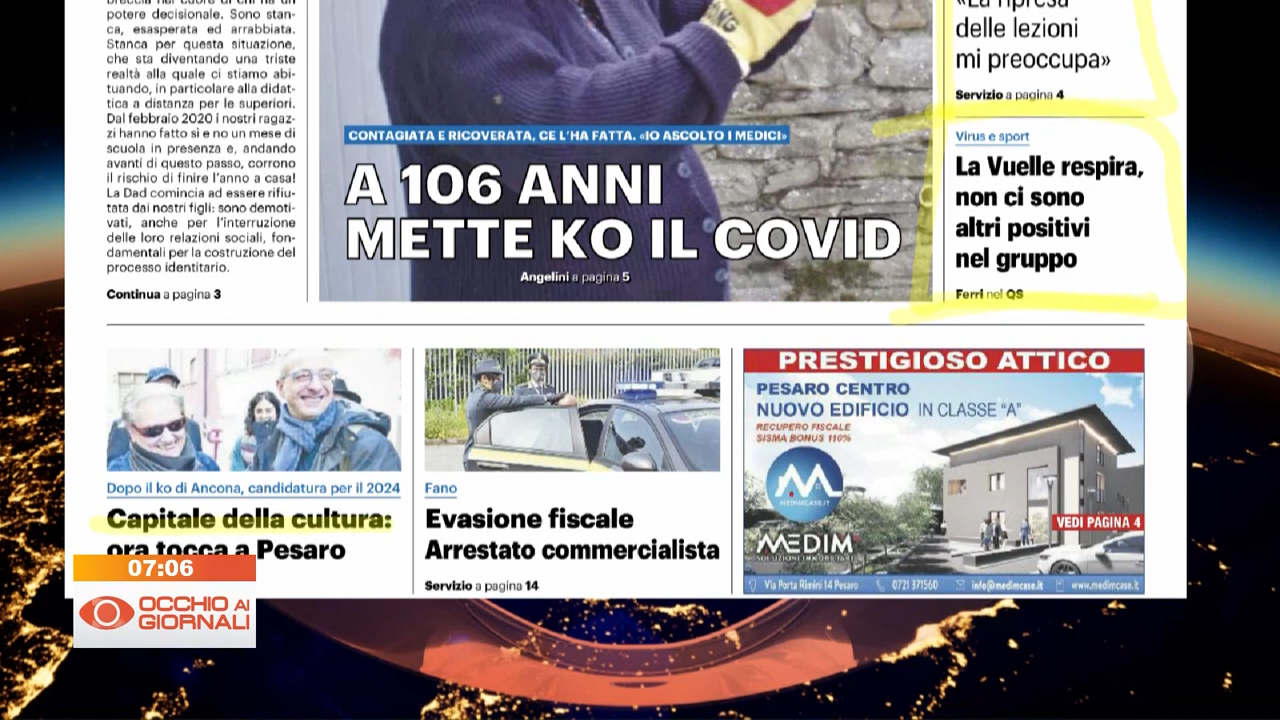 potere decisionale. Sono stan-
ca, esasperata ed arrabbiata.
Stanca per questa situazione,
che sta diventando una triste
realtà alla quale ci stiamo abi-
tuando, in particolare alla didat-
tica a distanza per le superiori.
Dal febbraio 2020 i nostri ragaz-
zi hanno fatto sì e no un mese di
scuola in presenza e, andando
avanti di questo passo, corrono
il rischio di finire l'anno a casa!
La Dad comincia ad essere rifiu-
tata dai nostri figli: sono demoti-
vati, anche per l'interruzione
delle loro relazioni sociali, fon-
damentali per la costruzione del
processo identitario.
Continua a pagina 3
CONTAGIATA E RICOVERATA, CE L'HA FATTA. «IO ASCOLTO I MEDICI»
A 106 ANNI
METTE KO IL COVID
Angelini a pagina 5
«La ripresa
delle lezioni
mi preoccupa»
Servizio a pagina 4
Virus e sport
La Vuelle respira,
non ci sono
altri positivi
nel gruppo
Ferri nel QS
Dopo il ko di Ancona, candidatura per il 2024
Capitale della cultura:
ora tocca a Pesaro
Fano
Evasione fiscale
Arrestato commercialista
Servizio a pagina 14
PRESTIGIOSO ATTICO
PESARO CENTRO
NUOVO EDIFICIO IN CLASSE "A"
RECUPERO FISCALE
SISMA BONUS 110%
MEDIMCASE.IT
MEDIM
SOLUZIONI IMMOBILIARI
VEDI PAGINA 4
Via Porta Rimini 14 Pesaro 0721 371560 info@medimcase.it www.medimcase.it
07:06
OCCHIO AI
GIORNALI